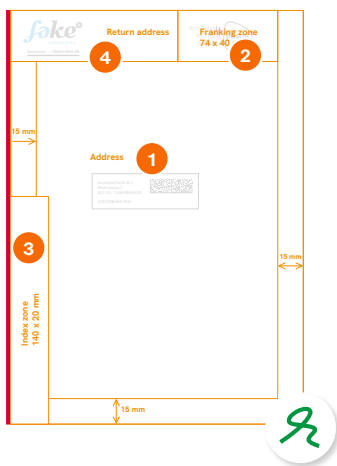 fake
Return address
4
Franking zone
74 x 40
2
15 mm
Address
1
3
Index zone
140 x 20 mm
15 mm
15 mm